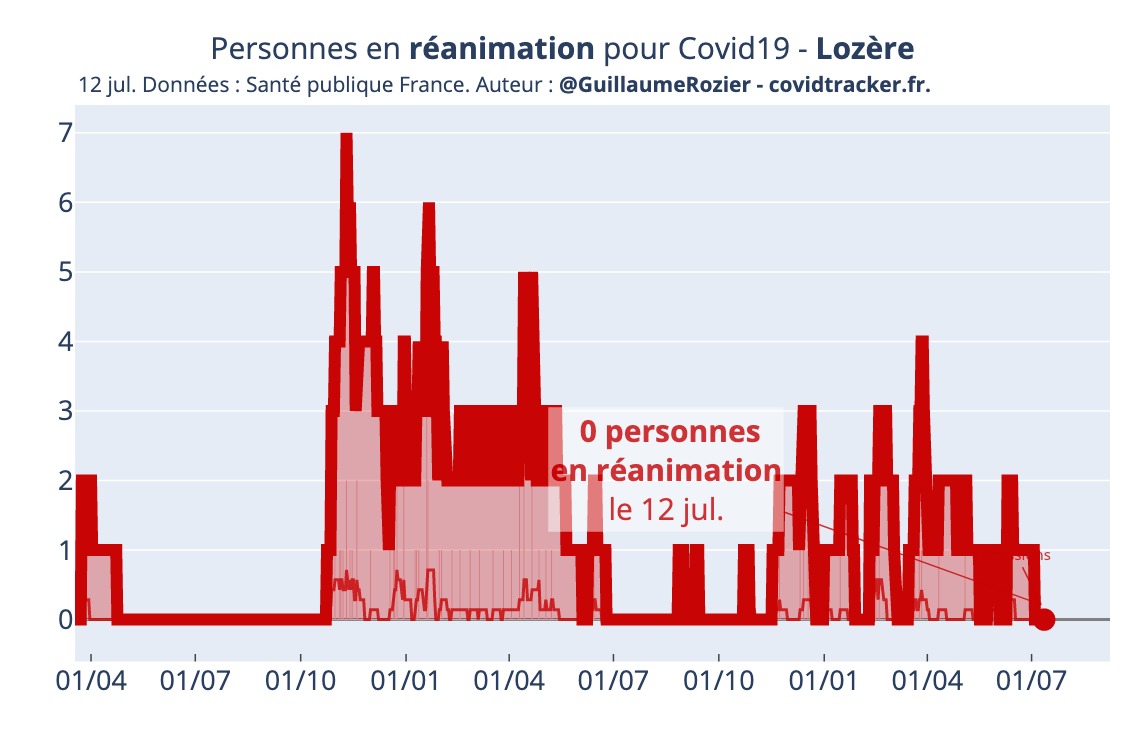 Personnes en réanimation pour Covid19 - Lozère
12 jul. Données : Santé publique France. Auteur : @GuillaumeRozier - covidtracker.fr.
7
6
5
4
3
2
1
0
0 personnes
en réanimation
le 12 jul.
01/04 01/07 01/10 01/01 01/04 01/07 01/10 01/01 01/04 01/07